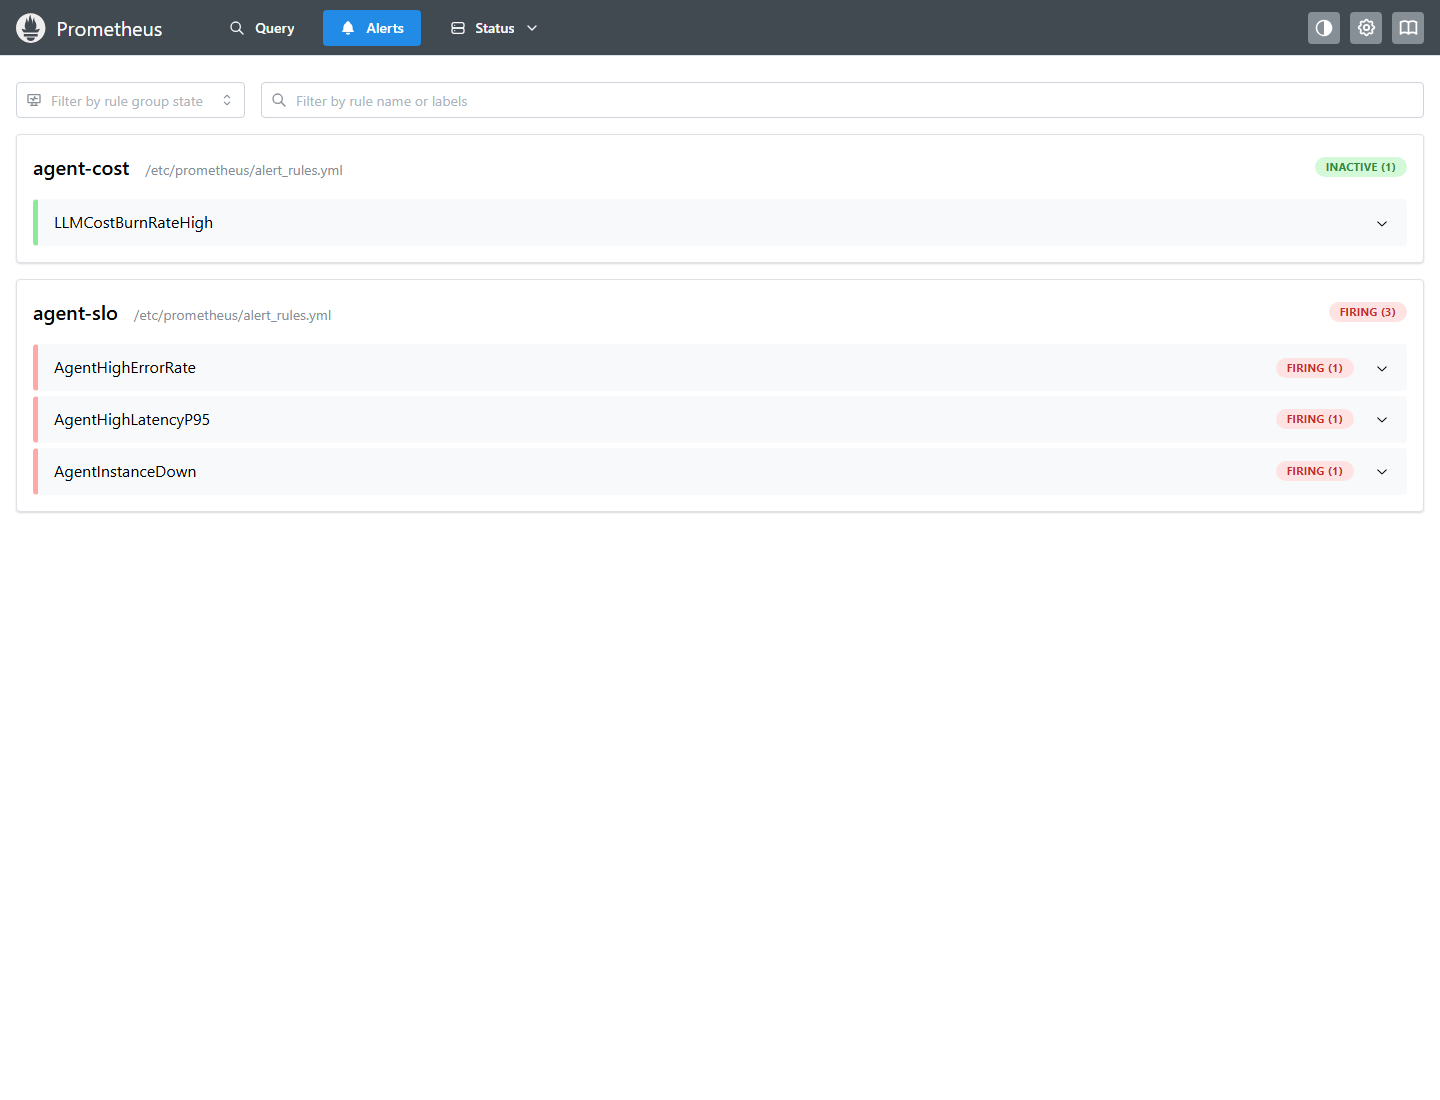 Prometheus Query Alerts Status
Filter by rule group state Filter by rule name or labels
agent-cost /etc/prometheus/alert_rules.yml INACTIVE (1)
LLMCostBurnRateHigh
agent-slo /etc/prometheus/alert_rules.yml FIRING (3)
AgentHighErrorRate FIRING (1)
AgentHighLatencyP95 FIRING (1)
AgentInstanceDown FIRING (1)